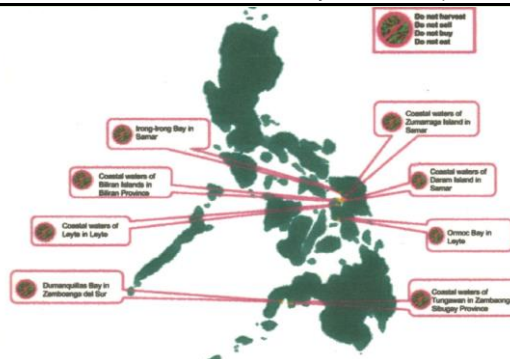 Do not harvest
Do not sell
Do not buy
Do not eat
Irong-Irong Bay in
Samar
Coastal waters of
Zumarraga Island in
Samar
Coastal waters of
Biliran Islands in
Biliran Province
Coastal waters of
Daram Island in
Samar
Coastal waters of
Leyte in Leyte
Ormoc Bay in
Leyte
Dumanquillas Bay in
Zamboanga del Sur
Coastal waters of
Tungawan in Zamboang
Sibugay Province